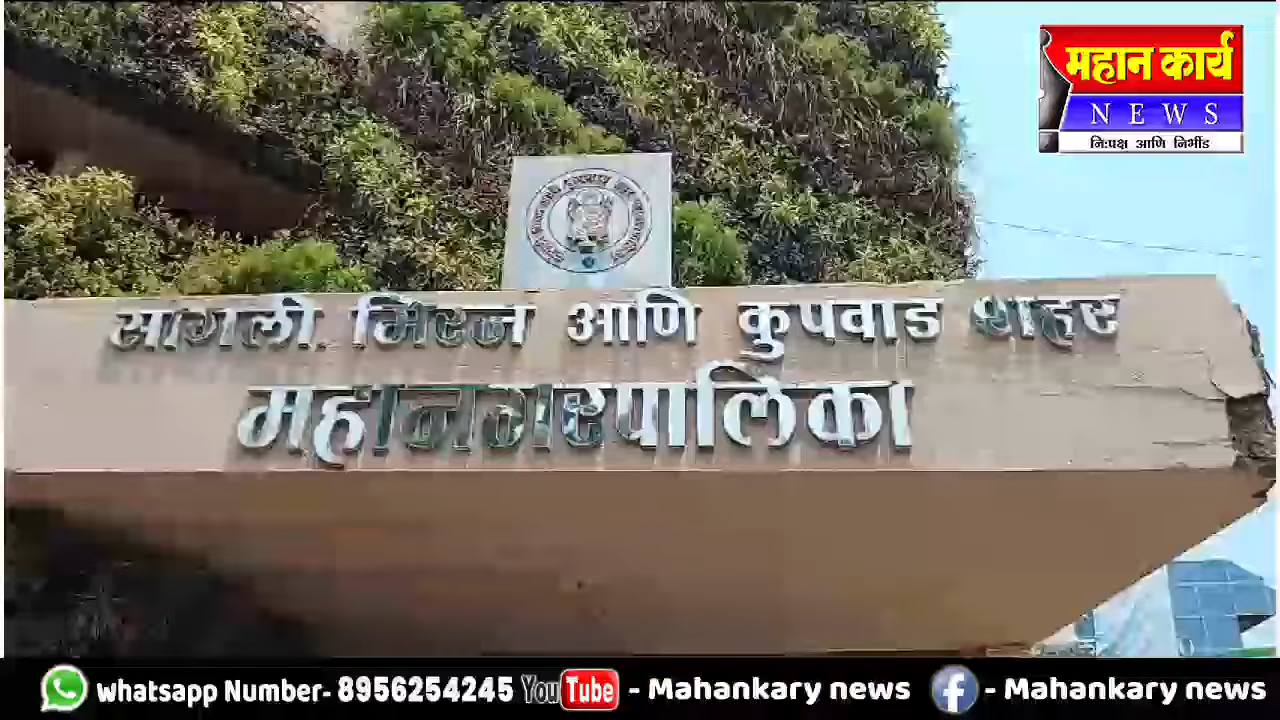 महान कार्य
NEWS
नि:पक्ष आणि निर्भीड
सांगली, मिरज आणि कुपवाड शहर
महानगरपालिका
whatsapp Number- 8956254245 YouTube - Mahankary news - Mahankary news